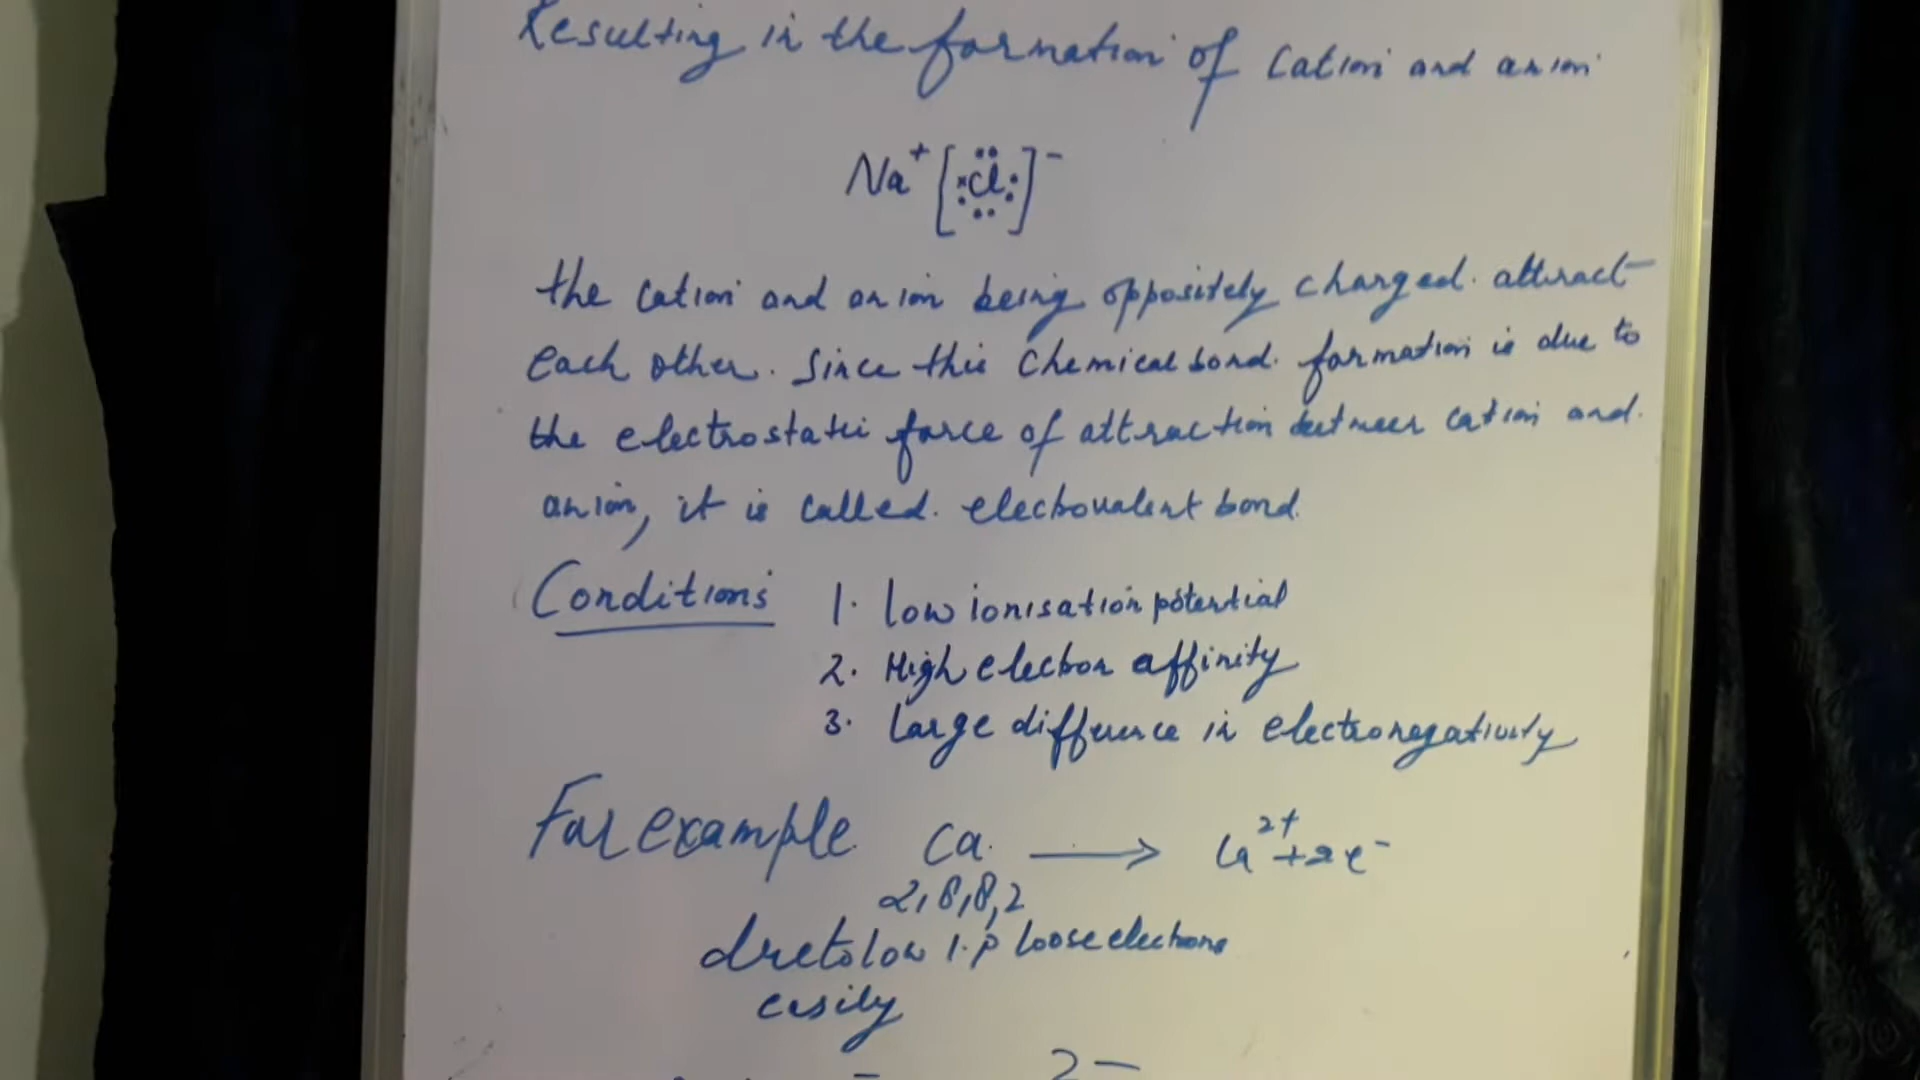 Resulting in the formation of Cation and anion
Na⁺ [:Cl:]⁻
the Cation and anion being oppositely charged. attract
Each other. Since this Chemical bond. formation is due to
the electrostatic force of attraction between cation and.
anion, it is called. electrovalent bond.
Conditions 1. low ionisation potential
2. High electron affinity
3. Large difference in electronegativity
For example Ca. ⟶ Ca²⁺ + 2e⁻
2,8,8,2
due to low I.p loose electrons
easily
2−